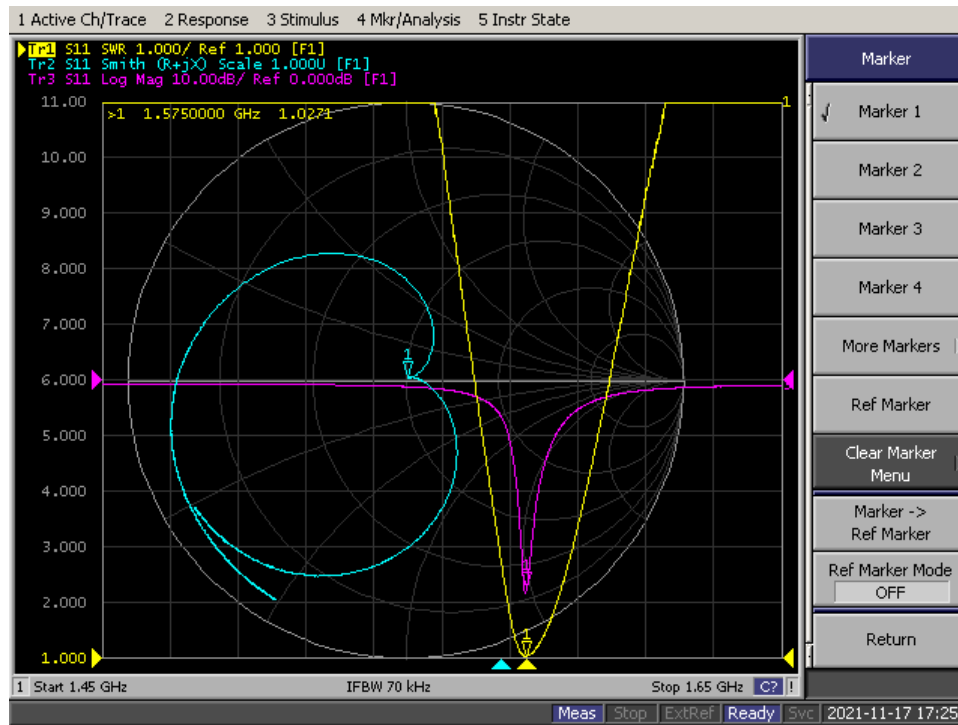 1 Active Ch/Trace 2 Response 3 Stimulus 4 Mkr/Analysis 5 Instr State
Tr1 S11 SWR 1.000/ Ref 1.000 [F1]
Tr2 S11 Smith (R+jX) Scale 1.000U [F1]
Tr3 S11 Log Mag 10.00dB/ Ref 0.000dB [F1]
>1 1.5750000 GHz 1.0271
11.00
10.00
9.000
8.000
7.000
6.000
5.000
4.000
3.000
2.000
1.000
1
1
1
Marker
Marker 1
Marker 2
Marker 3
Marker 4
More Markers
Ref Marker
Clear Marker
Menu
Marker ->
Ref Marker
Ref Marker Mode
OFF
Return
1 Start 1.45 GHz IFBW 70 kHz Stop 1.65 GHz C? !
Meas Stop ExtRef Ready Svc 2021-11-17 17:25